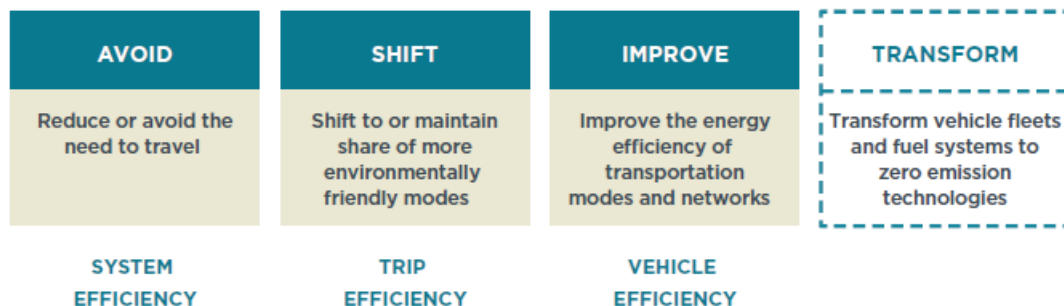 AVOID
Reduce or avoid the
need to travel
SYSTEM
EFFICIENCY
SHIFT
Shift to or maintain
share of more
environmentally
friendly modes
TRIP
EFFICIENCY
IMPROVE
Improve the energy
efficiency of
transportation
modes and networks
VEHICLE
EFFICIENCY
TRANSFORM
Transform vehicle fleets
and fuel systems to
zero emission
technologies